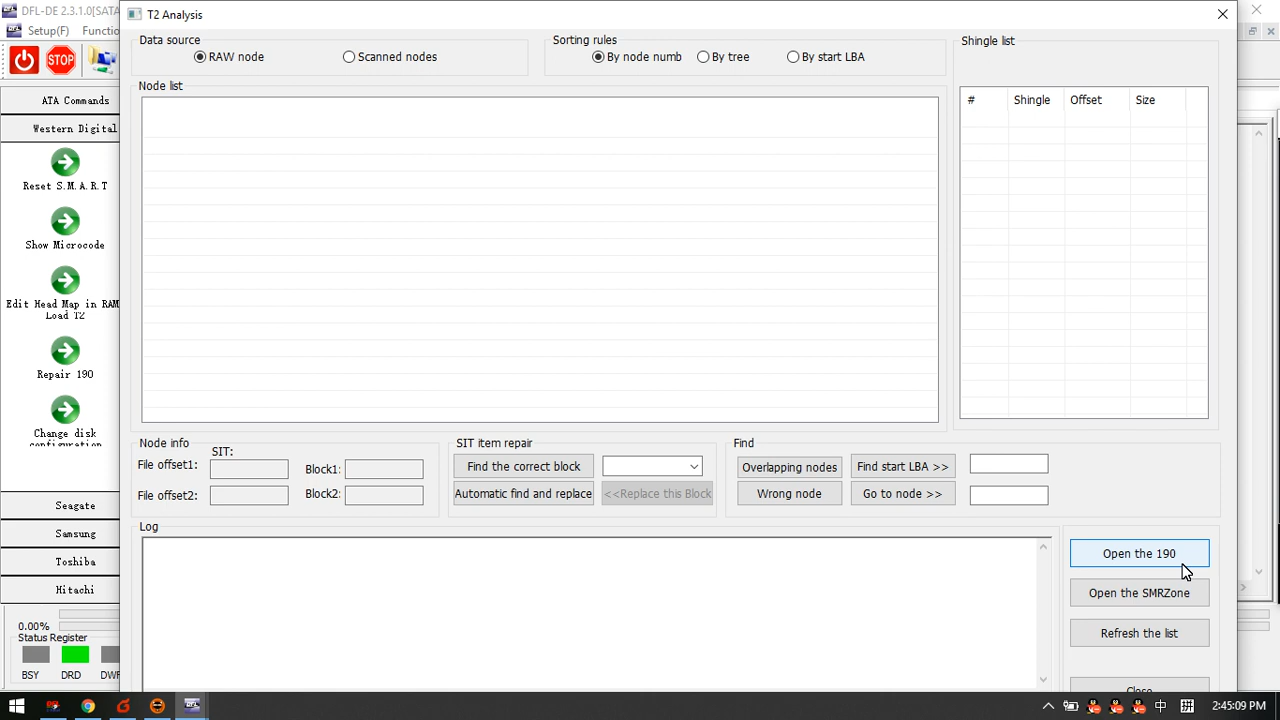 DFL-DE 2.3.1.0[SATA
T2 Analysis
Setup(F) Functio
STOP
ATA Commands
Western Digital
Reset S.M.A.R.T
Show Microcode
Edit Head Map in RAM
Load T2
Repair 190
Change disk
configuration
Seagate
Samsung
Toshiba
Hitachi
0.00%
Status Register
BSY DRD DWF
Data source
RAW node Scanned nodes
Sorting rules
By node numb By tree By start LBA
Shingle list
# Shingle Offset Size
Node list
Node info
SIT:
File offset1: Block1:
File offset2: Block2:
SIT item repair
Find the correct block
Automatic find and replace <<Replace this Block
Find
Overlapping nodes Find start LBA >>
Wrong node Go to node >>
Log
Open the 190
Open the SMRZone
Refresh the list
Close
中 拼 2:45:09 PM